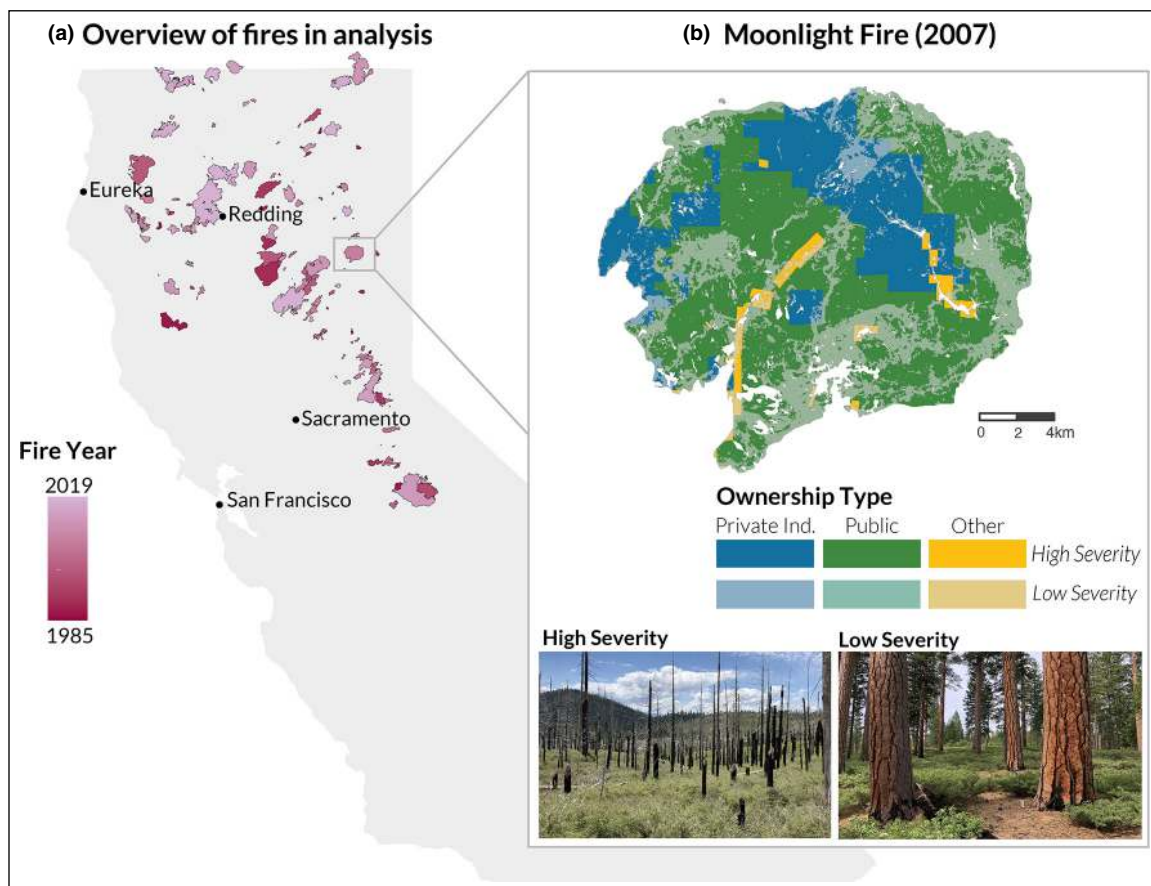 (a) Overview of fires in analysis
(b) Moonlight Fire (2007)
Eureka
Redding
Sacramento
San Francisco
Fire Year
2019
1985
0 2 4km
Ownership Type
Private Ind. Public Other
High Severity
Low Severity
High Severity
Low Severity